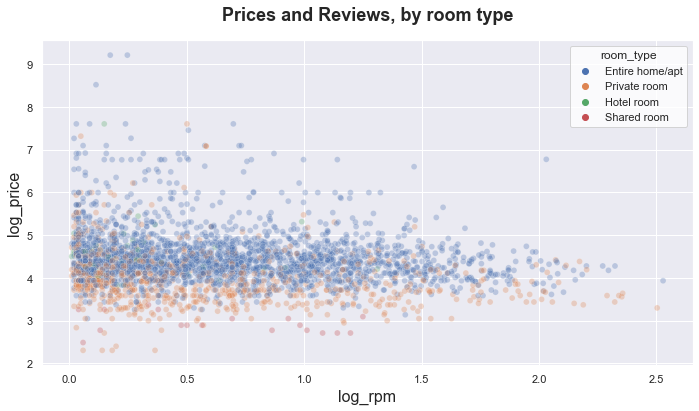 Prices and Reviews, by room type
room_type
Entire home/apt
Private room
Hotel room
Shared room
log_price
9
8
7
6
5
4
3
2
0.0 0.5 1.0 1.5 2.0 2.5
log_rpm